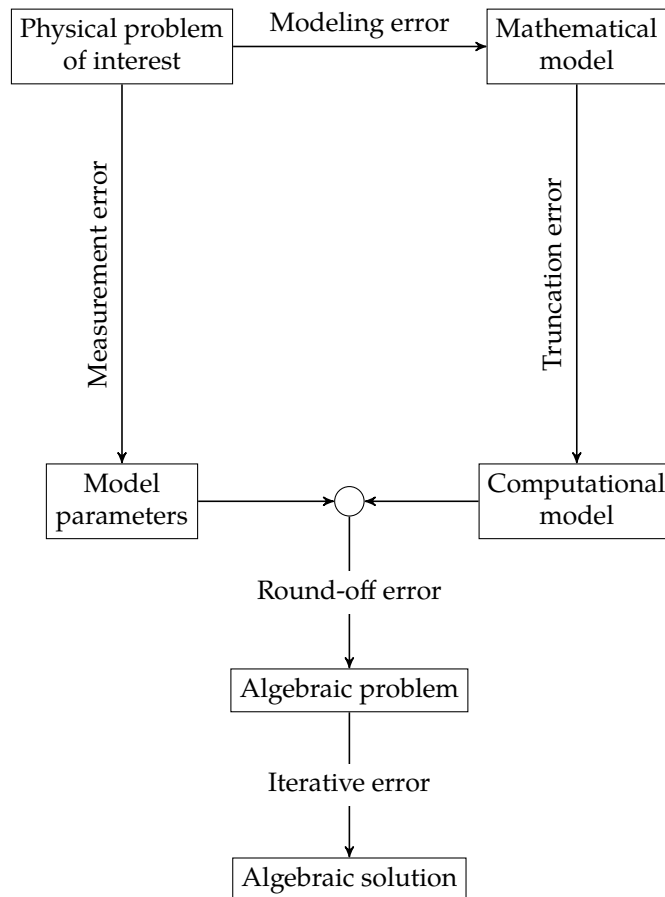 Physical problem
of interest
Modeling error
Mathematical
model
Measurement error
Truncation error
Model
parameters
Computational
model
Round-off error
Algebraic problem
Iterative error
Algebraic solution